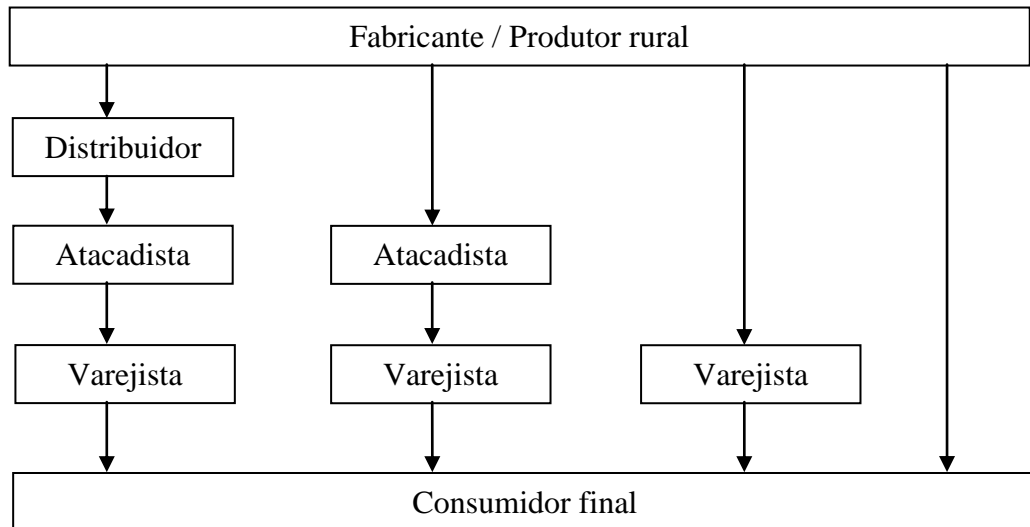 Fabricante / Produtor rural
Distribuidor
Atacadista
Atacadista
Varejista
Varejista
Varejista
Consumidor final